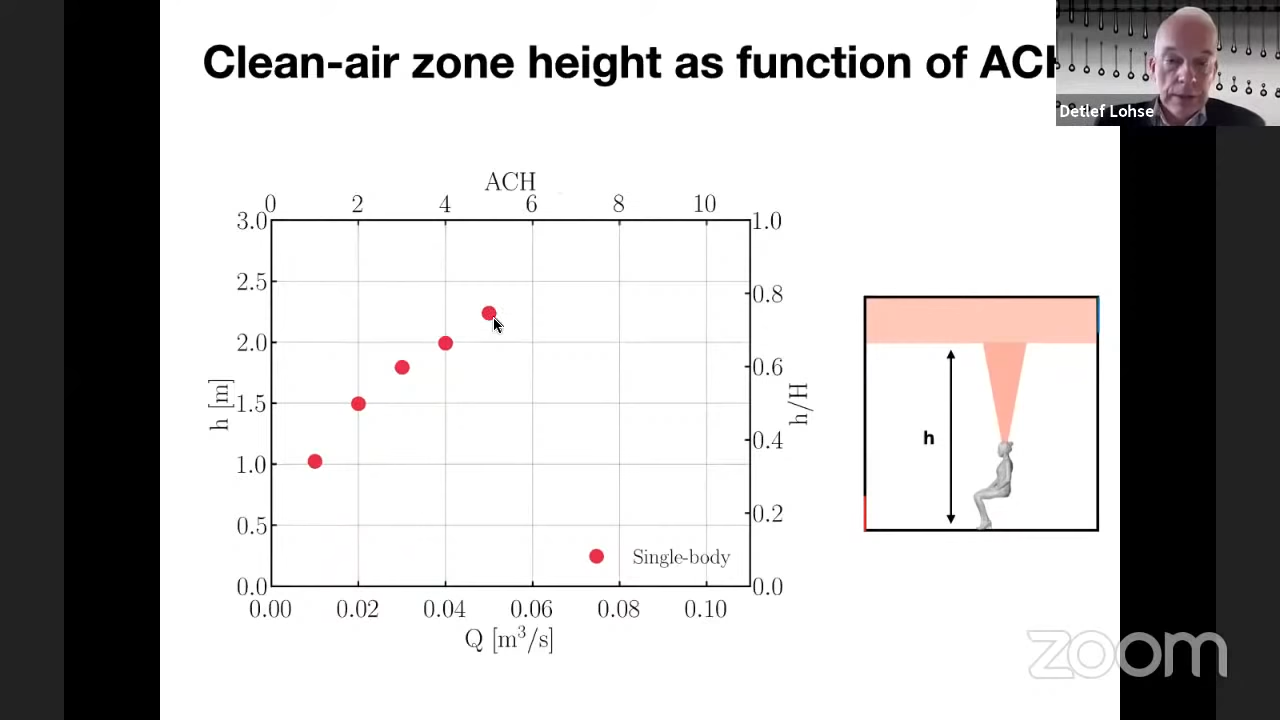 Clean-air zone height as function of ACH
Detlef Lohse
ACH
0 2 4 6 8 10
3.0 2.5 2.0 1.5 1.0 0.5 0.0
h [m]
1.0 0.8 0.6 0.4 0.2 0.0
h/H
Single-body
0.00 0.02 0.04 0.06 0.08 0.10
Q [m³/s]
h
zoom